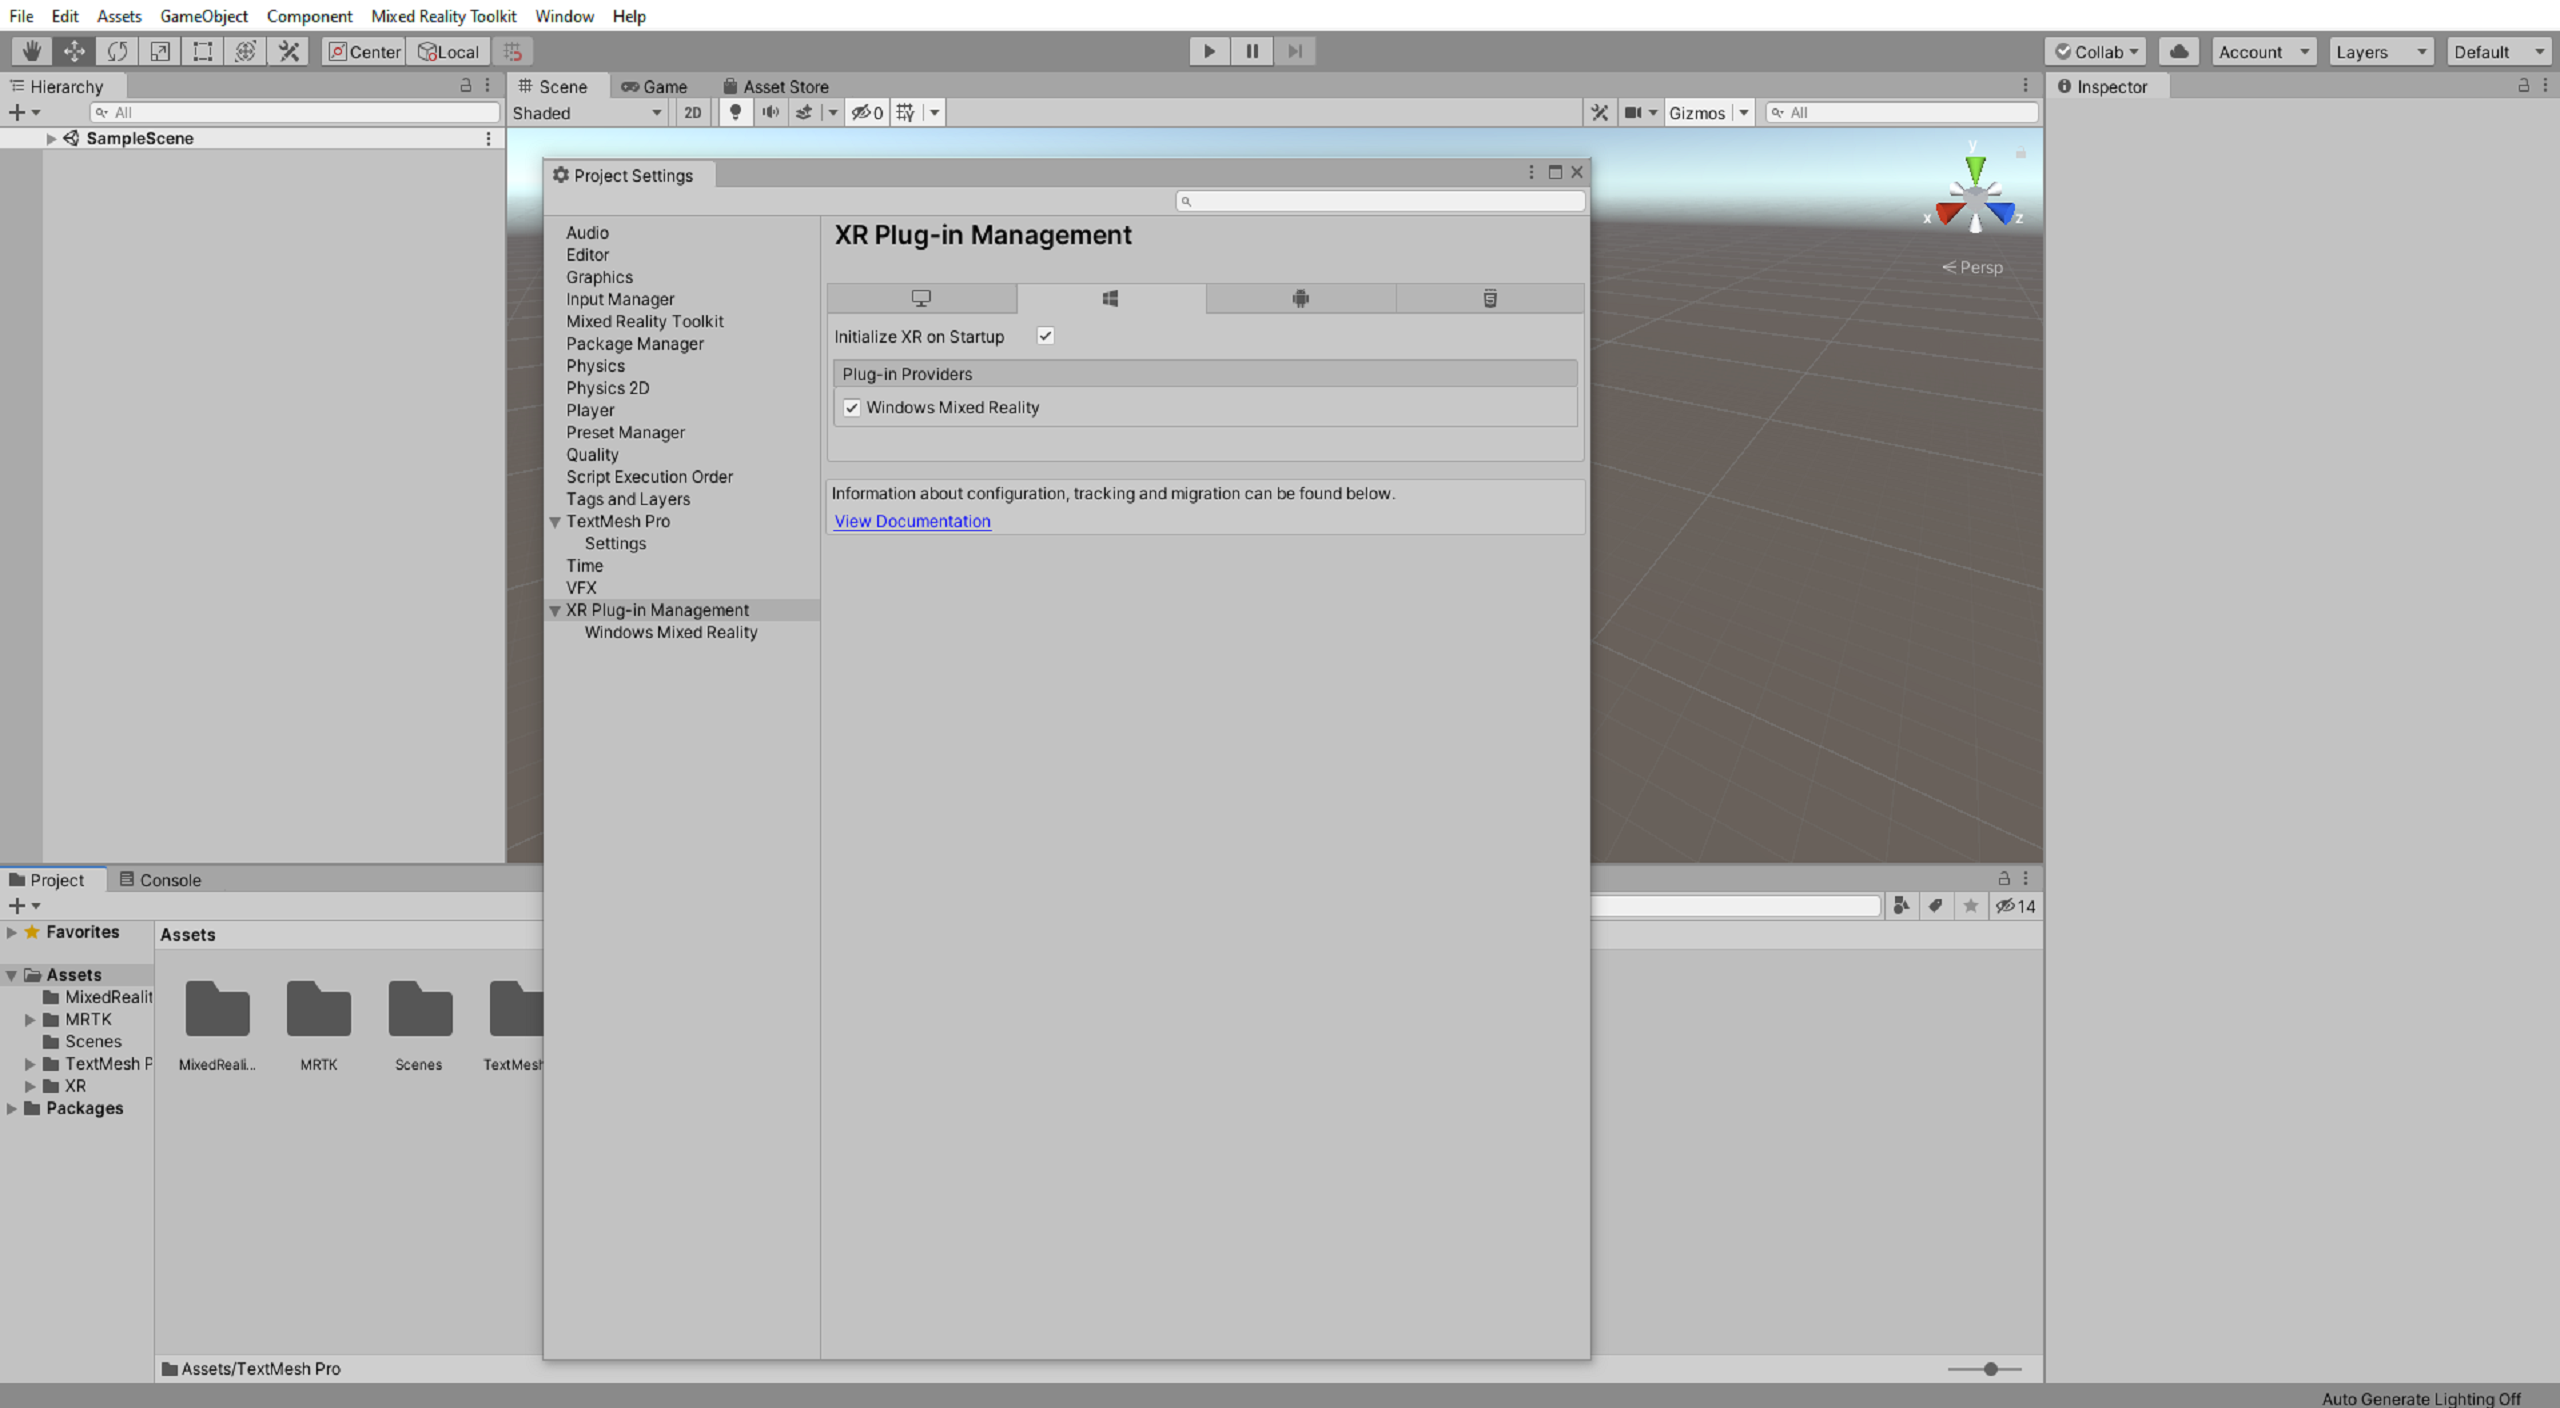 File Edit Assets GameObject Component Mixed Reality Toolkit Window Help
Center Local Collab Account Layers Default
Hierarchy
All
SampleScene
Scene Game Asset Store
Shaded 2D 0 Gizmos All
y
x z
Persp
Inspector
Project Settings
Audio
Editor
Graphics
Input Manager
Mixed Reality Toolkit
Package Manager
Physics
Physics 2D
Player
Preset Manager
Quality
Script Execution Order
Tags and Layers
TextMesh Pro
Settings
Time
VFX
XR Plug-in Management
Windows Mixed Reality
XR Plug-in Management
Initialize XR on Startup
Plug-in Providers
Windows Mixed Reality
Information about configuration, tracking and migration can be found below.
View Documentation
Project Console
14
Favorites
Assets
MixedRealit
MRTK
Scenes
TextMesh P
XR
Packages
Assets
MixedReali... MRTK Scenes TextMesh
Assets/TextMesh Pro
Auto Generate Lighting Off